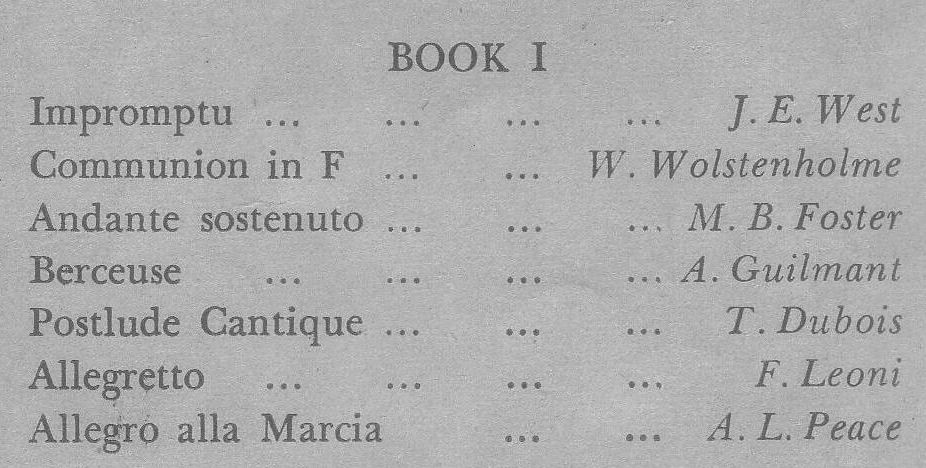 BOOK I
Impromptu ... ... ... ... J. E. West
Communion in F ... ... W. Wolstenholme
Andante sostenuto ... ... ... M. B. Foster
Berceuse ... ... ... ... A. Guilmant
Postlude Cantique ... ... ... T. Dubois
Allegretto ... ... ... ... F. Leoni
Allegro alla Marcia ... ... A. L. Peace